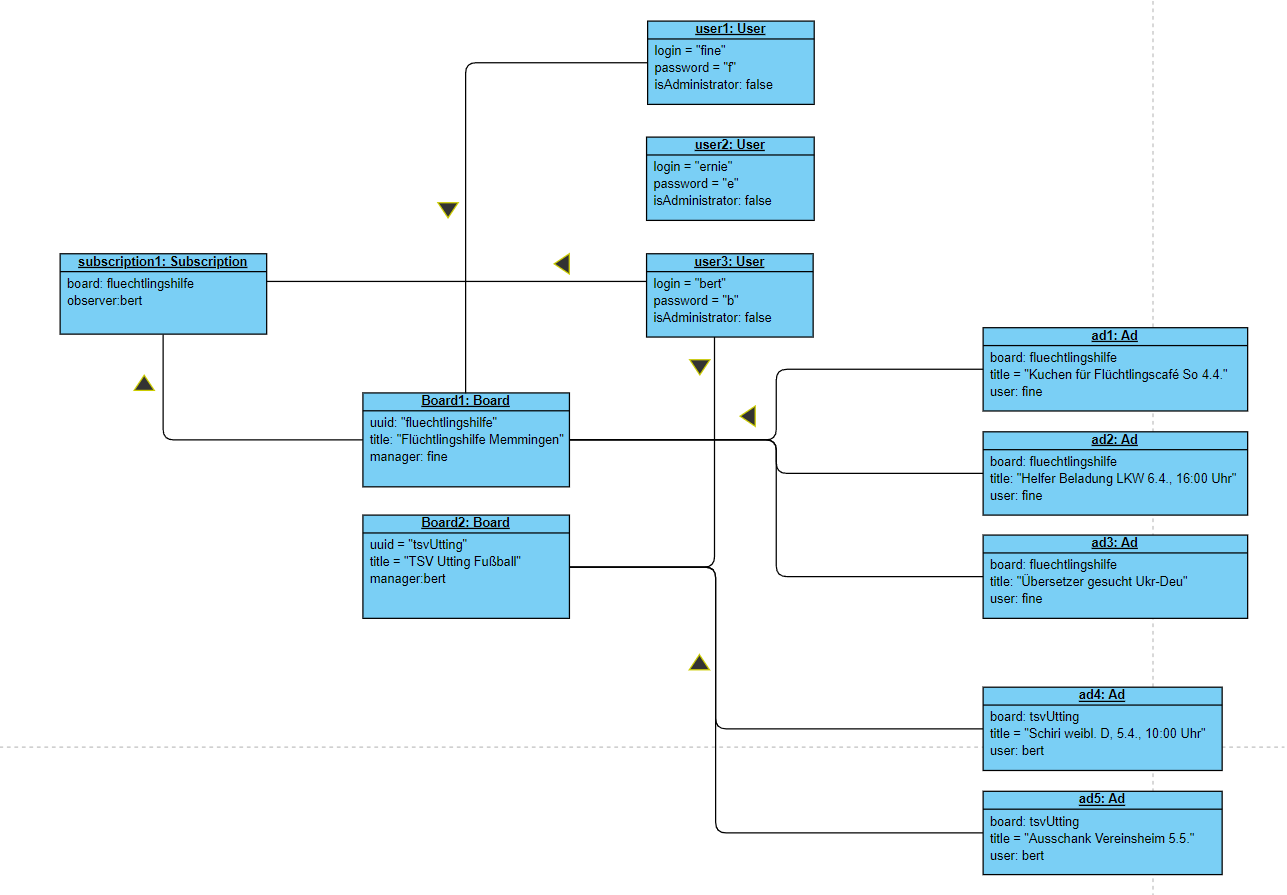 user1: User
login = "fine"
password = "f"
isAdministrator: false
user2: User
login = "ernie"
password = "e"
isAdministrator: false
subscription1: Subscription
board: fluechtlingshilfe
observer:bert
user3: User
login = "bert"
password = "b"
isAdministrator: false
ad1: Ad
board: fluechtlingshilfe
title = "Kuchen für Flüchtlingscafé So 4.4."
user: fine
Board1: Board
uuid: "fluechtlingshilfe"
title: "Flüchtlingshilfe Memmingen"
manager: fine
ad2: Ad
board: fluechtlingshilfe
title: "Helfer Beladung LKW 6.4., 16:00 Uhr"
user: fine
Board2: Board
uuid = "tsvUtting"
title = "TSV Utting Fußball"
manager:bert
ad3: Ad
board: fluechtlingshilfe
title: "Übersetzer gesucht Ukr-Deu"
user: fine
ad4: Ad
board: tsvUtting
title = "Schiri weibl. D, 5.4., 10:00 Uhr"
user: bert
ad5: Ad
board: tsvUtting
title = "Ausschank Vereinsheim 5.5."
user: bert